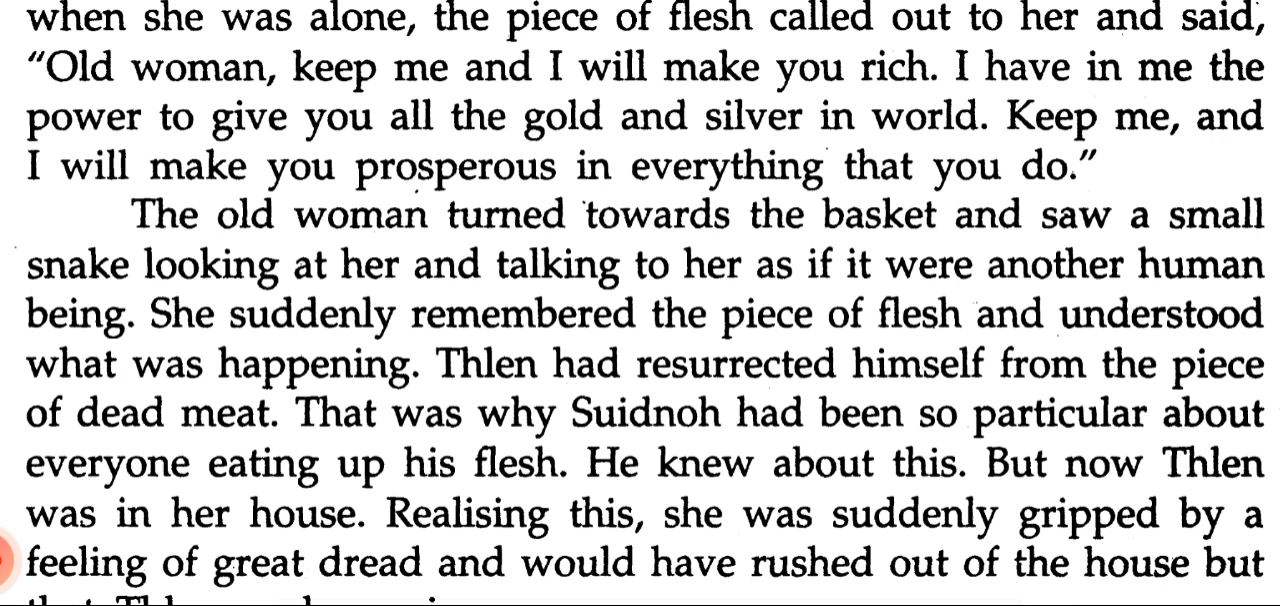 when she was alone, the piece of flesh called out to her and said,
“Old woman, keep me and I will make you rich. I have in me the
power to give you all the gold and silver in world. Keep me, and
I will make you prosperous in everything that you do.”
The old woman turned towards the basket and saw a small
snake looking at her and talking to her as if it were another human
being. She suddenly remembered the piece of flesh and understood
what was happening. Thlen had resurrected himself from the piece
of dead meat. That was why Suidnoh had been so particular about
everyone eating up his flesh. He knew about this. But now Thlen
was in her house. Realising this, she was suddenly gripped by a
feeling of great dread and would have rushed out of the house but